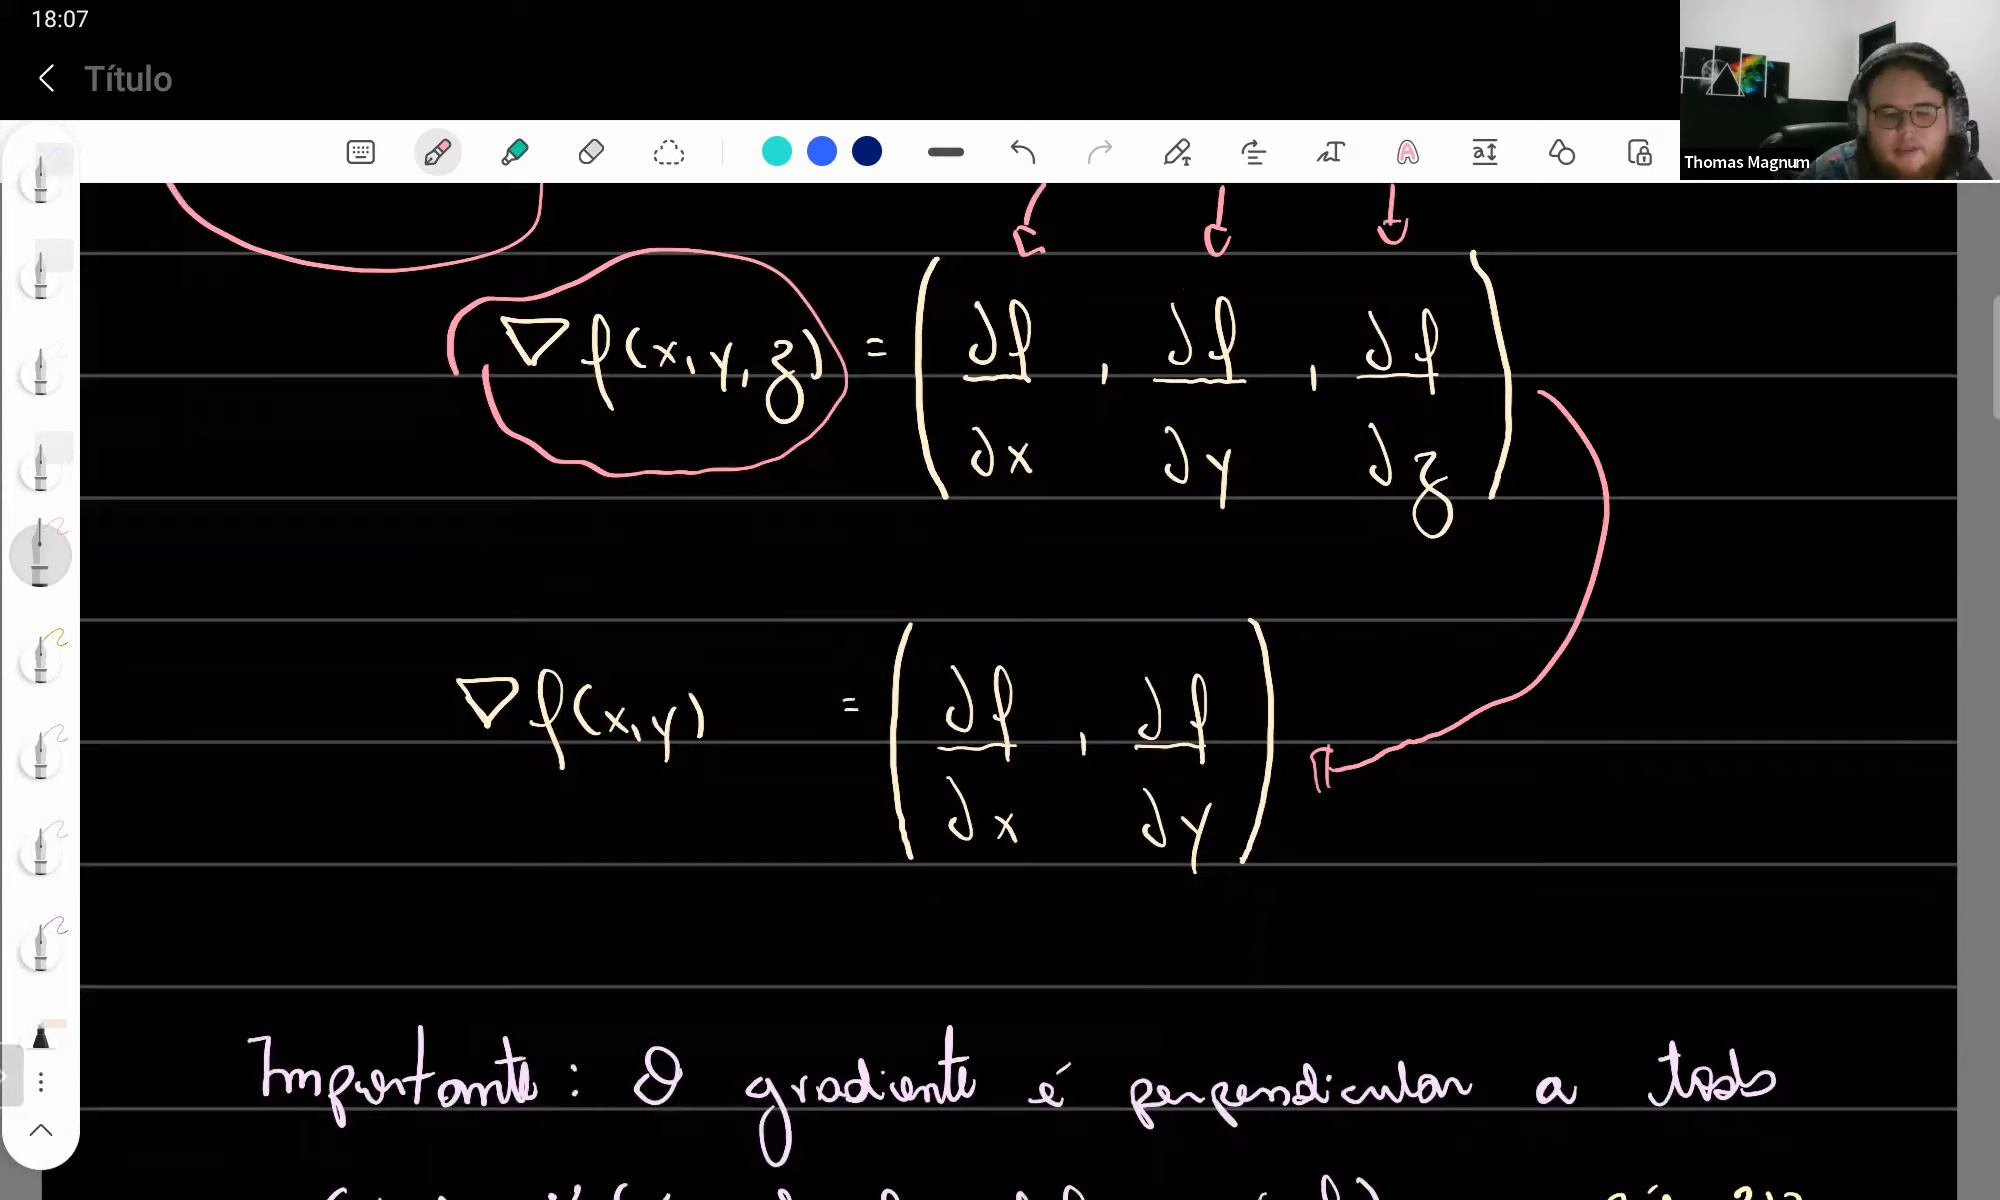 18:07
Título
Thomas Magnum
∇f(x,y,z) = (∂f/∂x , ∂f/∂y , ∂f/∂z)
∇f(x,y) = (∂f/∂x , ∂f/∂y)
Importante: O gradiente é perpendicular a todo